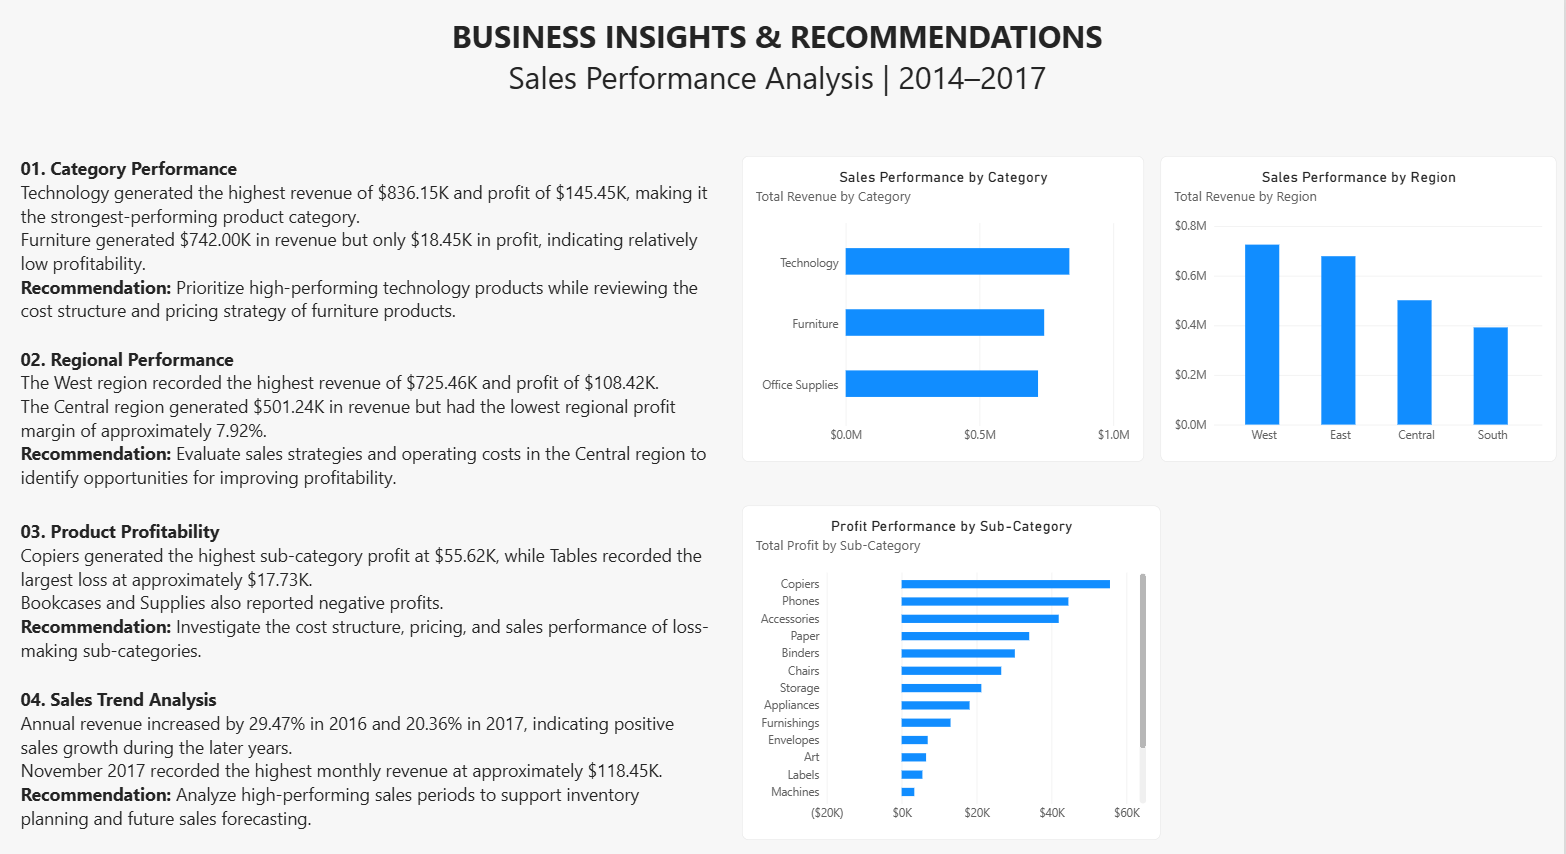 BUSINESS INSIGHTS & RECOMMENDATIONS
Sales Performance Analysis | 2014–2017
01. Category Performance
Technology generated the highest revenue of $836.15K and profit of $145.45K, making it
the strongest-performing product category.
Furniture generated $742.00K in revenue but only $18.45K in profit, indicating relatively
low profitability.
Recommendation: Prioritize high-performing technology products while reviewing the
cost structure and pricing strategy of furniture products.
02. Regional Performance
The West region recorded the highest revenue of $725.46K and profit of $108.42K.
The Central region generated $501.24K in revenue but had the lowest regional profit
margin of approximately 7.92%.
Recommendation: Evaluate sales strategies and operating costs in the Central region to
identify opportunities for improving profitability.
03. Product Profitability
Copiers generated the highest sub-category profit at $55.62K, while Tables recorded the
largest loss at approximately $17.73K.
Bookcases and Supplies also reported negative profits.
Recommendation: Investigate the cost structure, pricing, and sales performance of loss-
making sub-categories.
04. Sales Trend Analysis
Annual revenue increased by 29.47% in 2016 and 20.36% in 2017, indicating positive
sales growth during the later years.
November 2017 recorded the highest monthly revenue at approximately $118.45K.
Recommendation: Analyze high-performing sales periods to support inventory
planning and future sales forecasting.
Sales Performance by Category
Total Revenue by Category
Technology
Furniture
Office Supplies
$0.0M $0.5M $1.0M
Sales Performance by Region
Total Revenue by Region
$0.8M
$0.6M
$0.4M
$0.2M
$0.0M
West East Central South
Profit Performance by Sub-Category
Total Profit by Sub-Category
Copiers
Phones
Accessories
Paper
Binders
Chairs
Storage
Appliances
Furnishings
Envelopes
Art
Labels
Machines
($20K) $0K $20K $40K $60K